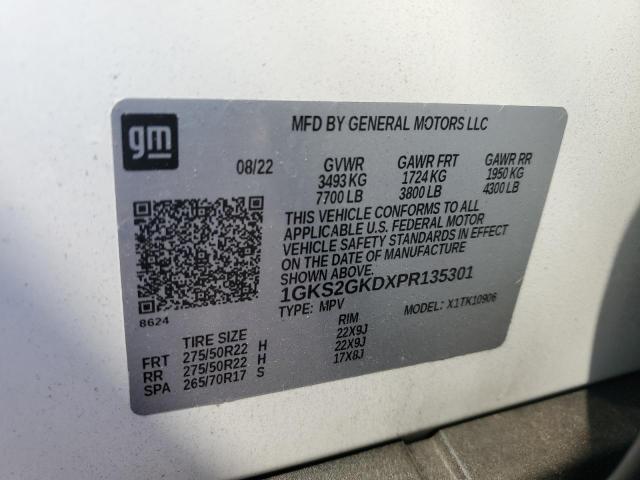 gm
MFD BY GENERAL MOTORS LLC
08/22 GVWR GAWR FRT GAWR RR
3493 KG 1724 KG 1950 KG
7700 LB 3800 LB 4300 LB
THIS VEHICLE CONFORMS TO ALL
APPLICABLE U.S. FEDERAL MOTOR
VEHICLE SAFETY STANDARDS IN EFFECT
ON THE DATE OF MANUFACTURE
SHOWN ABOVE.
1GKS2GKDXPR135301
8624 TYPE: MPV MODEL: X1TK10906
TIRE SIZE RIM
FRT 275/50R22 H 22X9J
RR 275/50R22 H 22X9J
SPA 265/70R17 S 17X8J